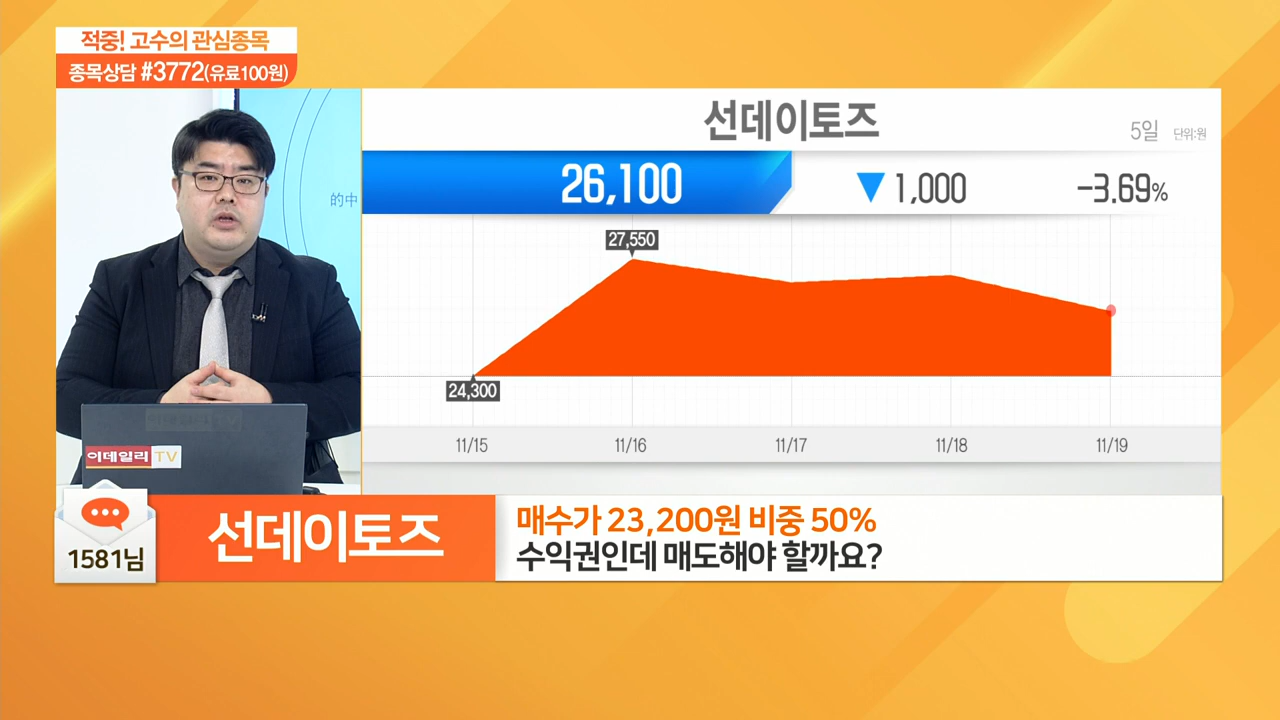 적중! 고수의 관심종목
종목상담 #3772(유료100원)
的中
이데일리 TV
선데이토즈
5일 단위:원
26,100 ▼ 1,000 -3.69%
27,550
24,300
11/15 11/16 11/17 11/18 11/19
1581님
선데이토즈
매수가 23,200원 비중 50%
수익권인데 매도해야 할까요?